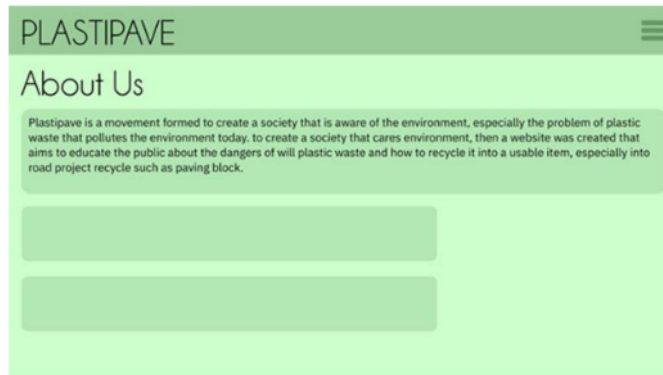 PLASTIPAVE
About Us
Plastipave is a movement formed to create a society that is aware of the environment, especially the problem of plastic
waste that pollutes the environment today. to create a society that cares environment, then a website was created that
aims to educate the public about the dangers of will plastic waste and how to recycle it into a usable item, especially into
road project recycle such as paving block.